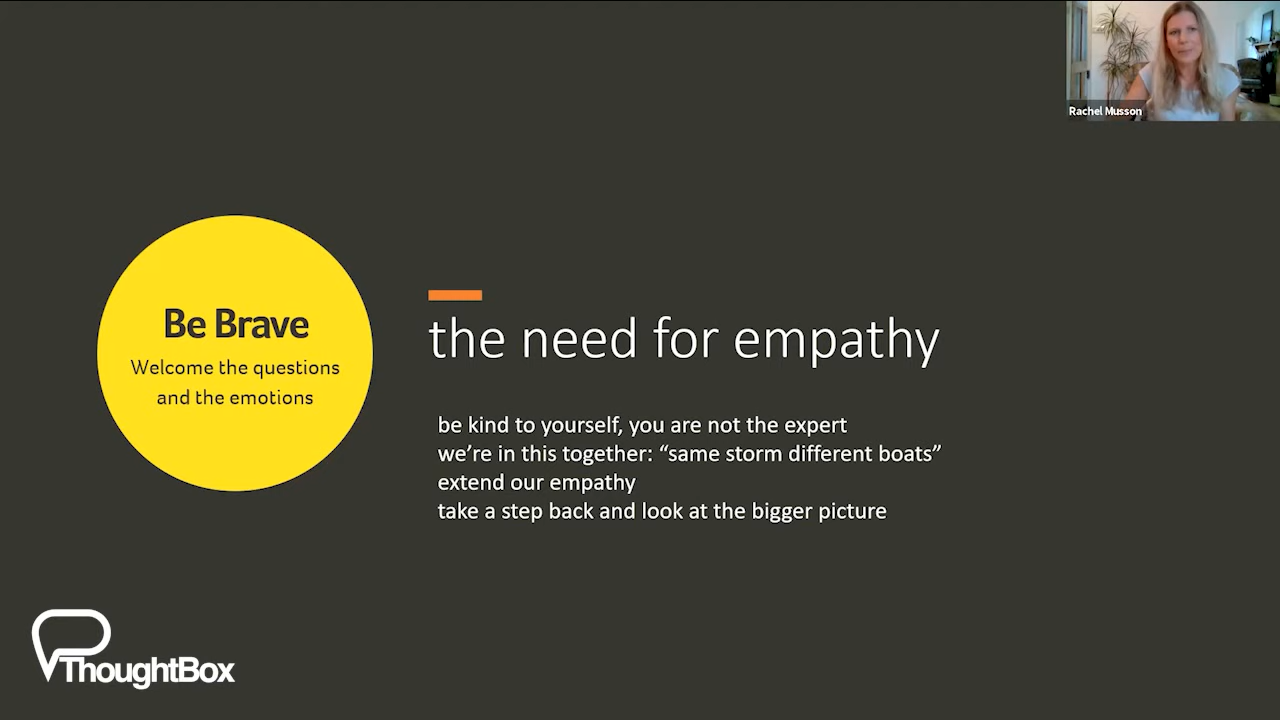 Rachel Musson
Be Brave
Welcome the questions
and the emotions
the need for empathy
be kind to yourself, you are not the expert
we’re in this together: “same storm different boats”
extend our empathy
take a step back and look at the bigger picture
ThoughtBox